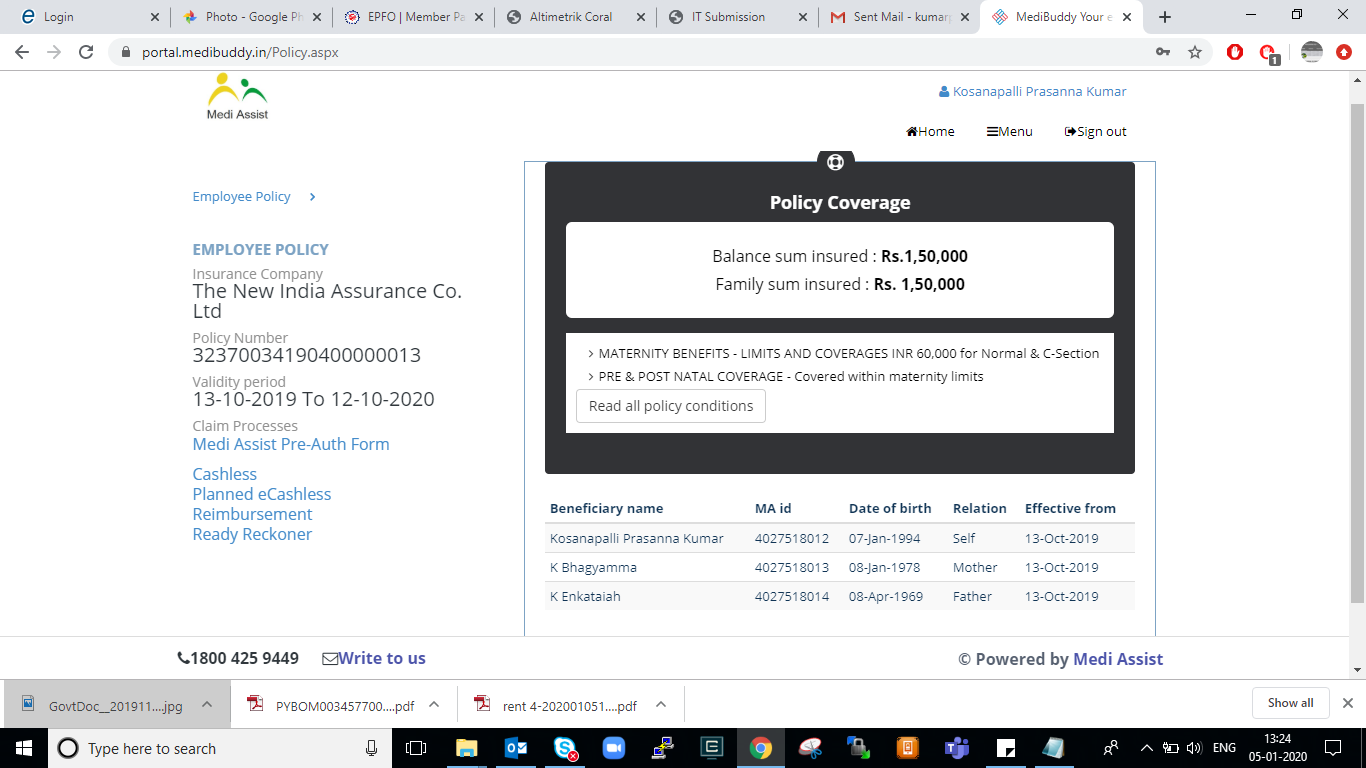 Login
Photo - Google Ph
EPFO | Member Pa
Altimetrik Coral
IT Submission
Sent Mail - kumarp
MediBuddy Your e
portal.medibuddy.in/Policy.aspx
1
Medi Assist
Kosanapalli Prasanna Kumar
Home Menu Sign out
Employee Policy >
EMPLOYEE POLICY
Insurance Company
The New India Assurance Co.
Ltd
Policy Number
32370034190400000013
Validity period
13-10-2019 To 12-10-2020
Claim Processes
Medi Assist Pre-Auth Form
Cashless
Planned eCashless
Reimbursement
Ready Reckoner
Policy Coverage
Balance sum insured : Rs.1,50,000
Family sum insured : Rs. 1,50,000
> MATERNITY BENEFITS - LIMITS AND COVERAGES INR 60,000 for Normal & C-Section
> PRE & POST NATAL COVERAGE - Covered within maternity limits
Read all policy conditions
Beneficiary name MA id Date of birth Relation Effective from
Kosanapalli Prasanna Kumar 4027518012 07-Jan-1994 Self 13-Oct-2019
K Bhagyamma 4027518013 08-Jan-1978 Mother 13-Oct-2019
K Enkataiah 4027518014 08-Apr-1969 Father 13-Oct-2019
1800 425 9449 Write to us
© Powered by Medi Assist
GovtDoc__201911....jpg
PYBOM003457700....pdf
rent 4-202001051....pdf
Show all
Type here to search
ENG
13:24
05-01-2020